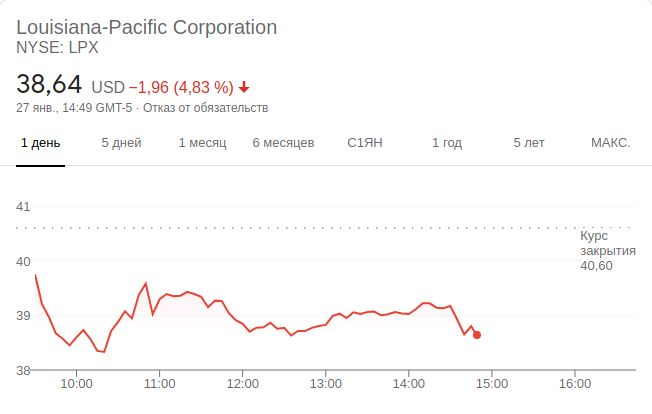 Louisiana-Pacific Corporation
NYSE: LPX
38,64 USD −1,96 (4,83 %)
27 янв., 14:49 GMT-5 · Отказ от обязательств
1 день 5 дней 1 месяц 6 месяцев С1ЯН 1 год 5 лет МАКС.
41
Курс
закрытия
40,60
40
39
38
10:00 11:00 12:00 13:00 14:00 15:00 16:00